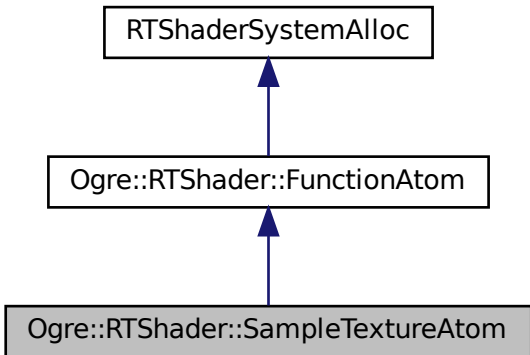 RTShaderSystemAlloc
Ogre::RTShader::FunctionAtom
Ogre::RTShader::SampleTextureAtom